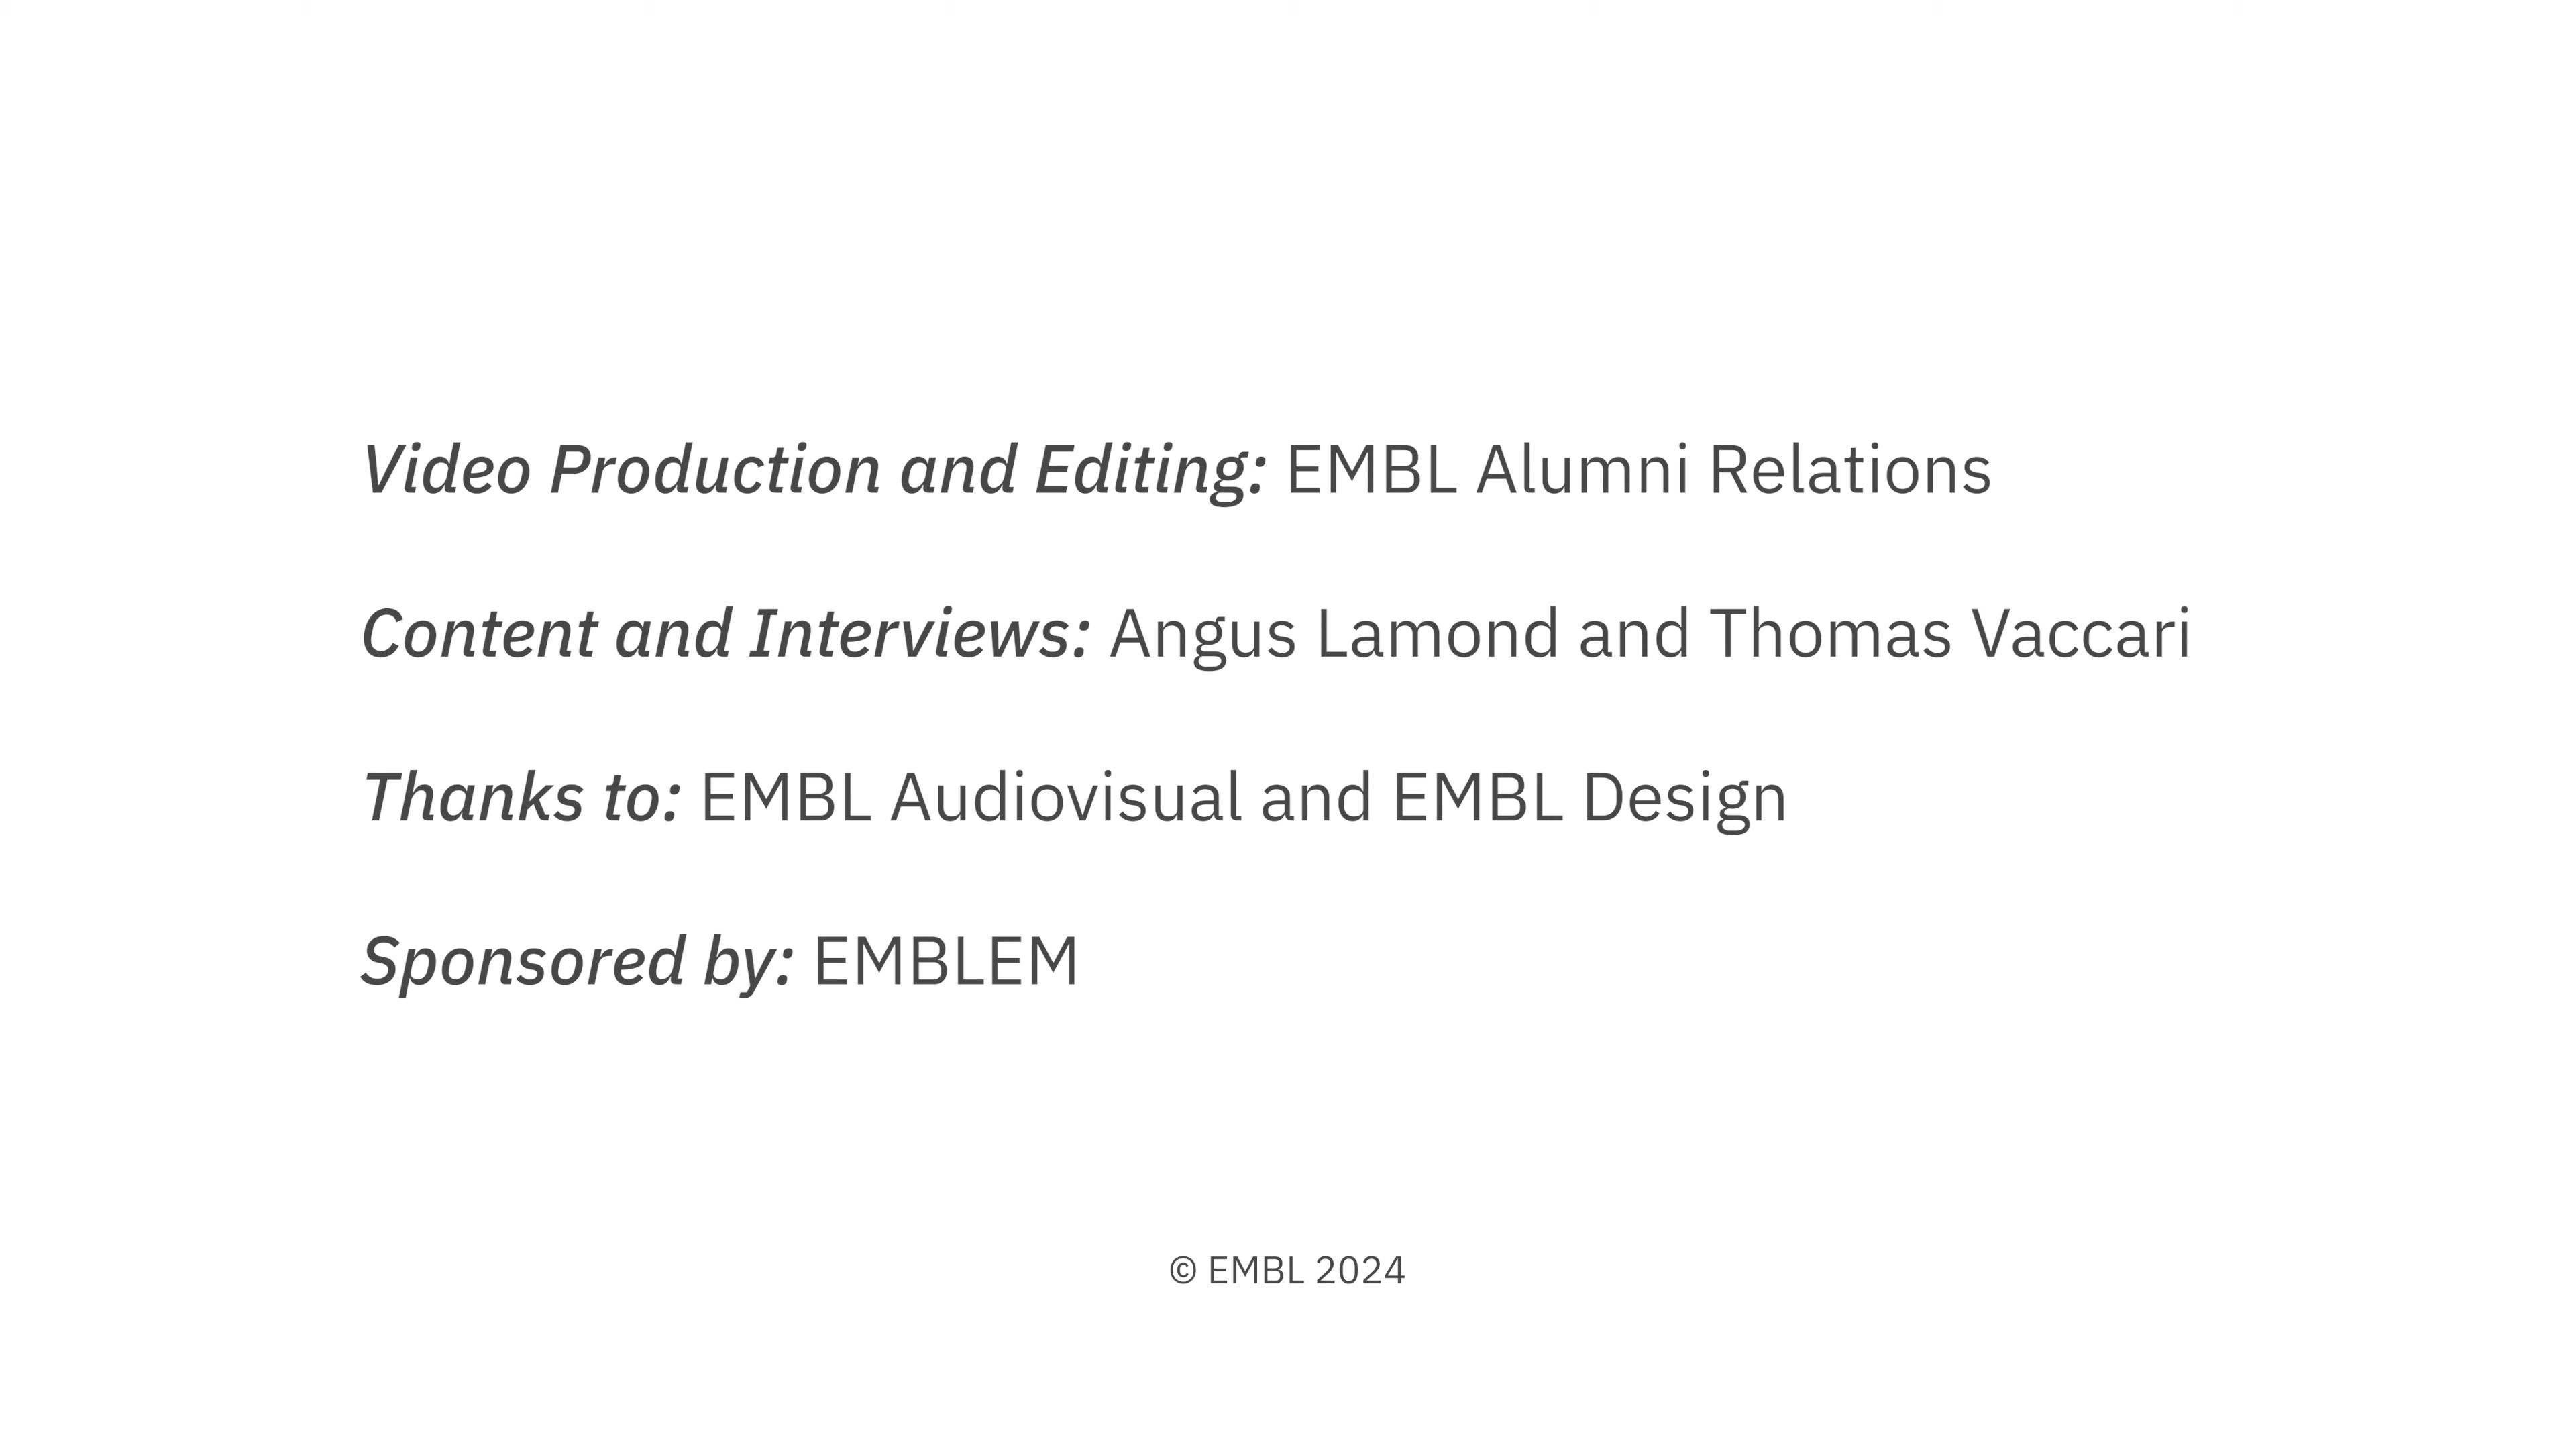 Video Production and Editing: EMBL Alumni Relations
Content and Interviews: Angus Lamond and Thomas Vaccari
Thanks to: EMBL Audiovisual and EMBL Design
Sponsored by: EMBLEM
© EMBL 2024